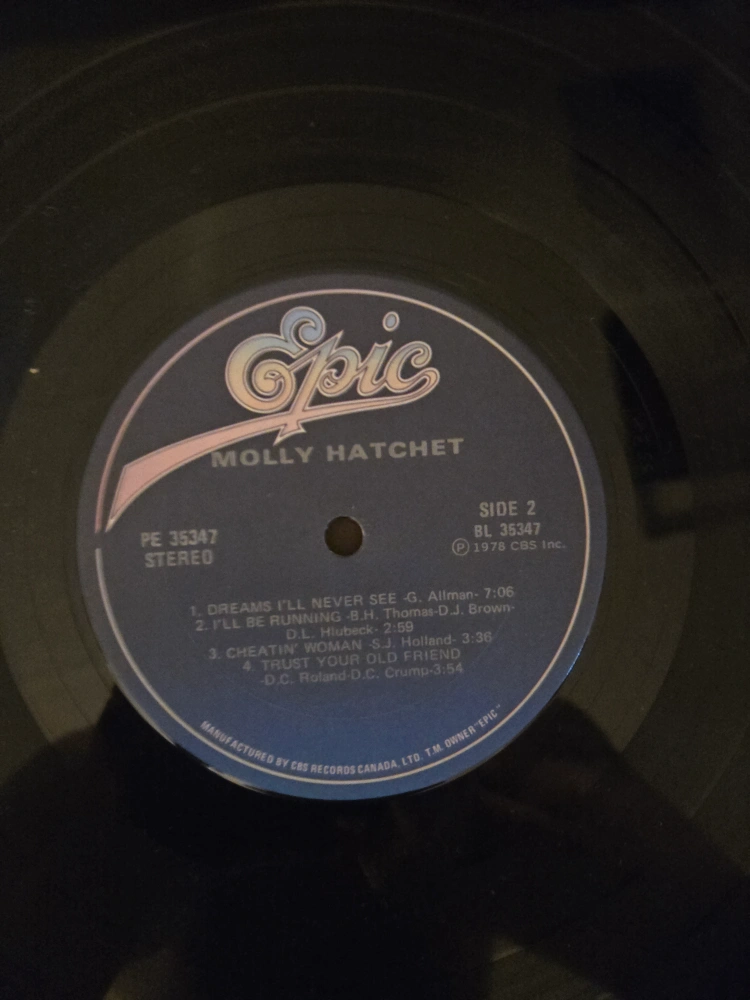 Epic
MOLLY HATCHET
PE 35347
STEREO
SIDE 2
BL 35347
Ⓟ 1978 CBS Inc.
1. DREAMS I'LL NEVER SEE -G. Allman- 7:06
2. I'LL BE RUNNING -B.H. Thomas-D.J. Brown-
D.L. Hlubeck- 2:59
3. CHEATIN' WOMAN -S.J. Holland- 3:36
4. TRUST YOUR OLD FRIEND
-D.C. Roland-D.C. Crump-3:54
MANUFACTURED BY CBS RECORDS CANADA, LTD. T.M. OWNER "EPIC"